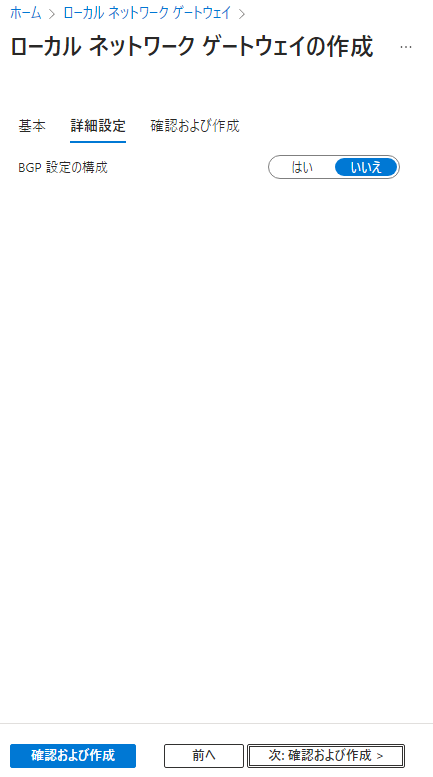 ホーム > ローカル ネットワーク ゲートウェイ >
ローカル ネットワーク ゲートウェイの作成 …
基本 詳細設定 確認および作成
BGP 設定の構成 はい いいえ
確認および作成 前へ 次: 確認および作成 >